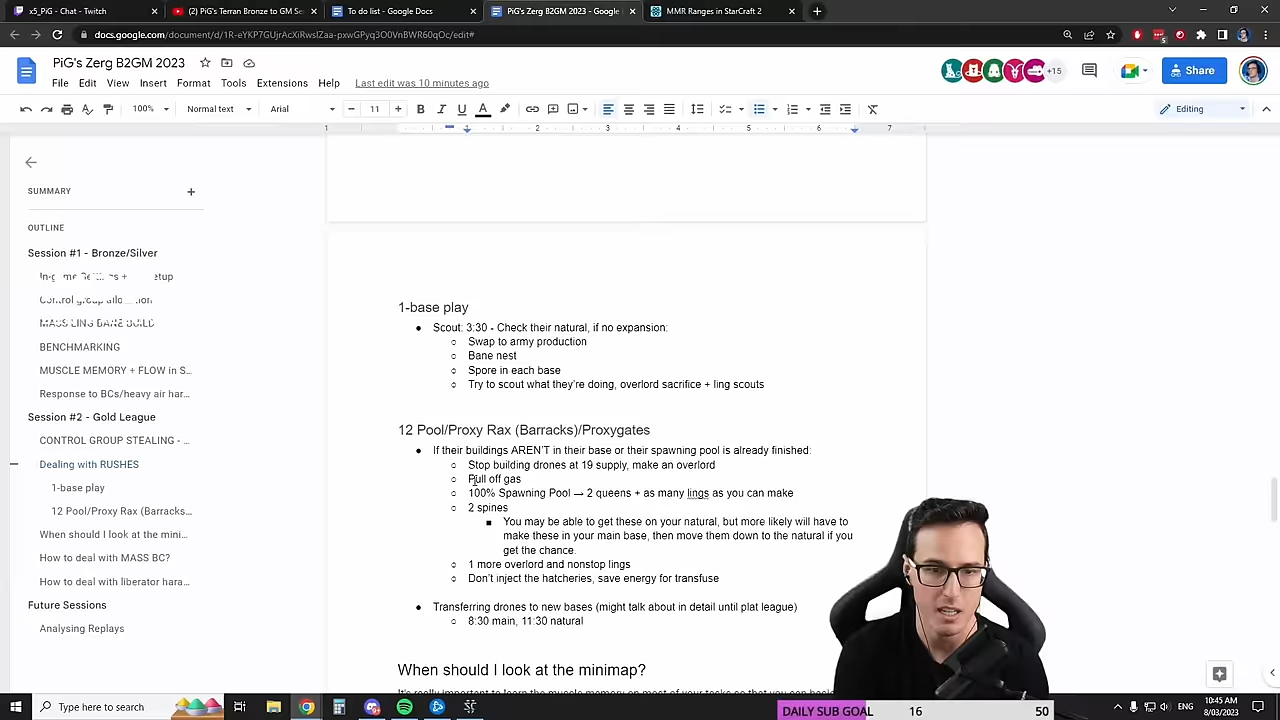 x5_PiG - Chat - Twitch
(2) PiG's Terran Bronze to GM Se
To do list - Google Docs
PiG's Zerg B2GM 2023 - Google
MMR Ranges in StarCraft 2
PiG's Zerg B2GM 2023
File Edit View Insert Format Tools Extensions Help Last edit was 10 minutes ago
+15
Share
100% Normal text Arial 11
Editing
1 1 2 3 4 5 6 7
SUMMARY
OUTLINE
Session #1 - Bronze/Silver
MASS LING BANE BUILD
BENCHMARKING
MUSCLE MEMORY + FLOW in S...
Response to BCs/heavy air har...
Session #2 - Gold League
CONTROL GROUP STEALING - ...
Dealing with RUSHES
1-base play
12 Pool/Proxy Rax (Barracks...
When should I look at the mini...
How to deal with MASS BC?
How to deal with liberator hara...
Future Sessions
Analysing Replays
1-base play
● Scout: 3:30 - Check their natural, if no expansion:
○ Swap to army production
○ Bane nest
○ Spore in each base
○ Try to scout what they're doing, overlord sacrifice + ling scouts
12 Pool/Proxy Rax (Barracks)/Proxygates
● If their buildings AREN'T in their base or their spawning pool is already finished:
○ Stop building drones at 19 supply, make an overlord
○ Pull off gas
○ 100% Spawning Pool → 2 queens + as many lings as you can make
○ 2 spines
■ You may be able to get these on your natural, but more likely will have to
make these in your main base, then move them down to the natural if you
get the chance.
○ 1 more overlord and nonstop lings
○ Don't inject the hatcheries, save energy for transfuse
● Transferring drones to new bases (might talk about in detail until plat league)
○ 8:30 main, 11:30 natural
When should I look at the minimap?
Type here to search
ENG
10:45 AM
8/03/2023
DAILY SUB GOAL 16 50